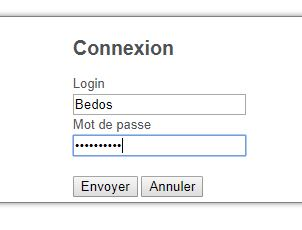 Connexion
Login
Bedos
Mot de passe
••••••••••
Envoyer Annuler